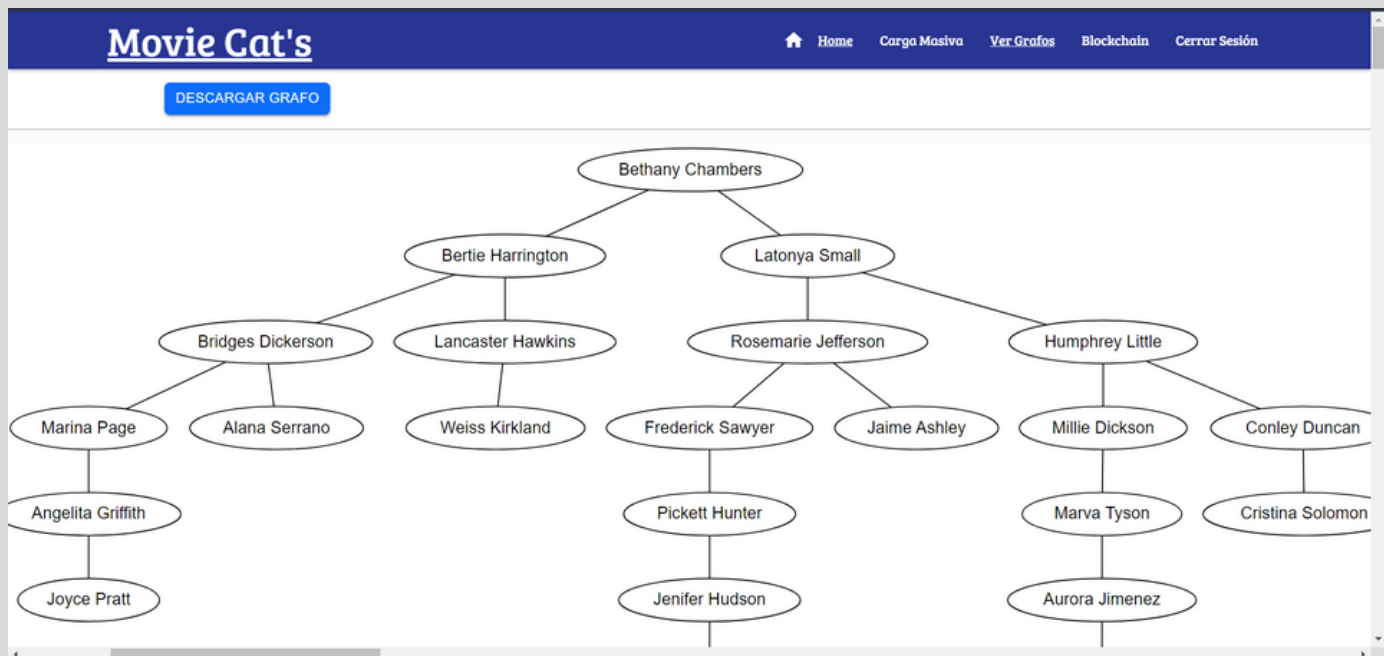 Movie Cat's
Home Carga Masiva Ver Grafos Blockchain Cerrar Sesión
DESCARGAR GRAFO
Bethany Chambers
Bertie Harrington Latonya Small
Bridges Dickerson Lancaster Hawkins Rosemarie Jefferson Humphrey Little
Marina Page Alana Serrano Weiss Kirkland Frederick Sawyer Jaime Ashley Millie Dickson Conley Duncan
Angelita Griffith Pickett Hunter Marva Tyson Cristina Solomon
Joyce Pratt Jenifer Hudson Aurora Jimenez